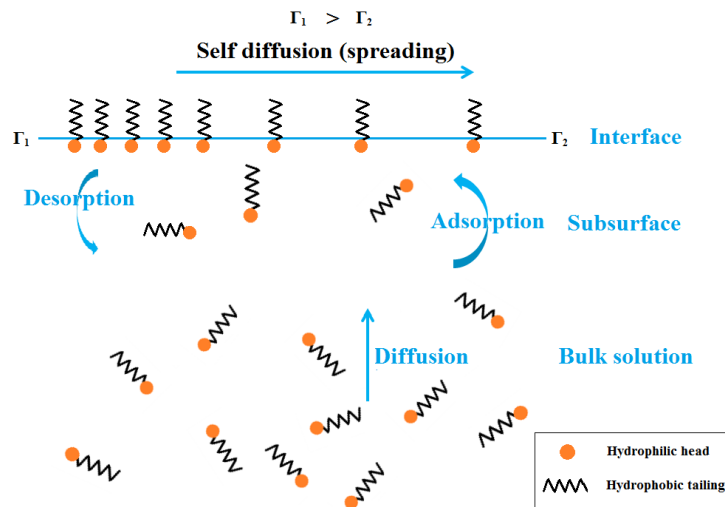 Γ₁ > Γ₂
Self diffusion (spreading)
Γ₁
Γ₂
Interface
Desorption
Adsorption
Subsurface
Diffusion
Bulk solution
Hydrophilic head
Hydrophobic tailing